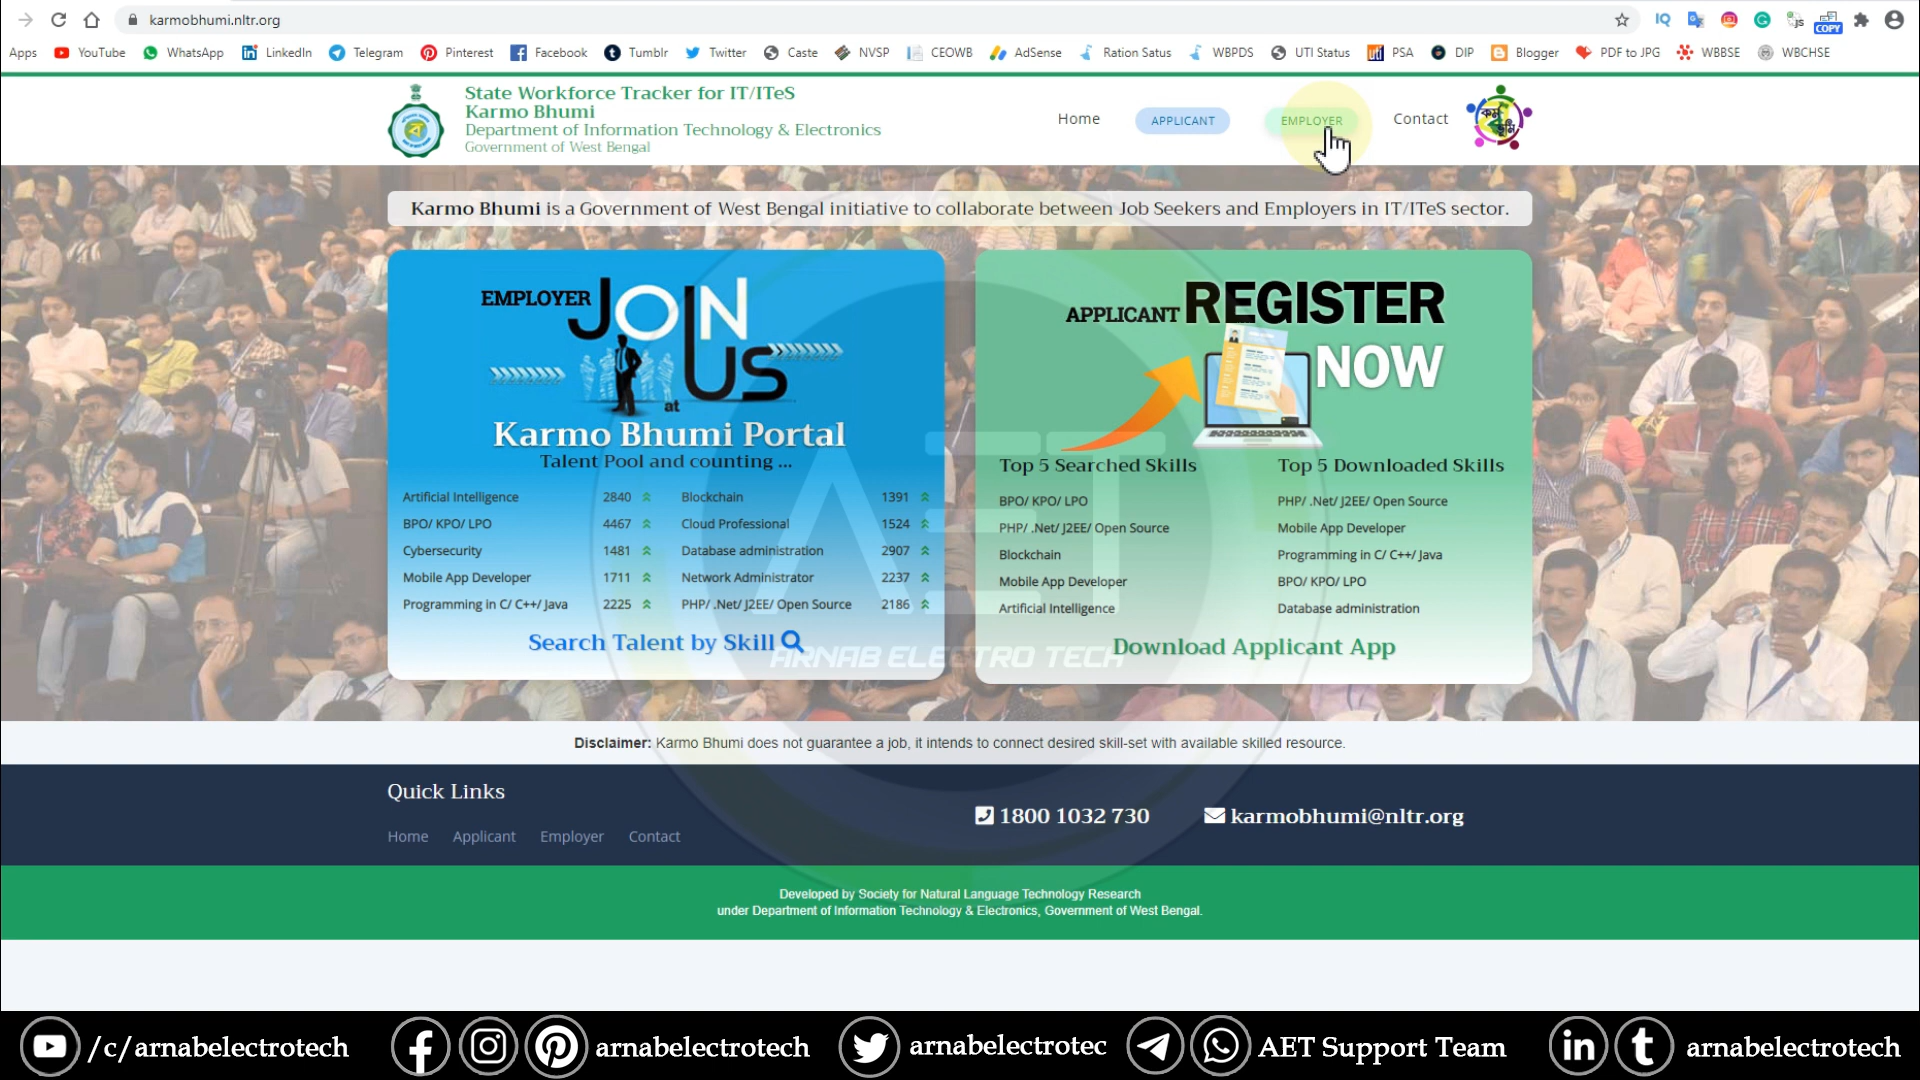 karmobhumi.nltr.org
IQ
js
COPY
Apps YouTube WhatsApp LinkedIn Telegram Pinterest Facebook Tumblr Twitter Caste NVSP CEOWB AdSense Ration Satus WBPDS UTI Status PSA DIP Blogger PDF to JPG WBBSE WBCHSE
State Workforce Tracker for IT/ITeS
Karmo Bhumi
Department of Information Technology & Electronics
Government of West Bengal
Home APPLICANT EMPLOYER Contact
কর্ম
ভূমি
Karmo Bhumi is a Government of West Bengal initiative to collaborate between Job Seekers and Employers in IT/ITeS sector.
EMPLOYER JOIN
US
at
Karmo Bhumi Portal
Talent Pool and counting ...
Artificial Intelligence 2840 Blockchain 1391
BPO/ KPO/ LPO 4467 Cloud Professional 1524
Cybersecurity 1481 Database administration 2907
Mobile App Developer 1711 Network Administrator 2237
Programming in C/ C++/ Java 2225 PHP/ .Net/ J2EE/ Open Source 2186
Search Talent by Skill
APPLICANT REGISTER
NOW
Top 5 Searched Skills Top 5 Downloaded Skills
BPO/ KPO/ LPO PHP/ .Net/ J2EE/ Open Source
PHP/ .Net/ J2EE/ Open Source Mobile App Developer
Blockchain Programming in C/ C++/ Java
Mobile App Developer BPO/ KPO/ LPO
Artificial Intelligence Database administration
Download Applicant App
AET
ARNAB ELECTRO TECH
Disclaimer: Karmo Bhumi does not guarantee a job, it intends to connect desired skill-set with available skilled resource.
Quick Links
Home Applicant Employer Contact
1800 1032 730 karmobhumi@nltr.org
Developed by Society for Natural Language Technology Research
under Department of Information Technology & Electronics, Government of West Bengal.
/c/arnabelectrotech arnabelectrotech arnabelectrotec AET Support Team arnabelectrotech